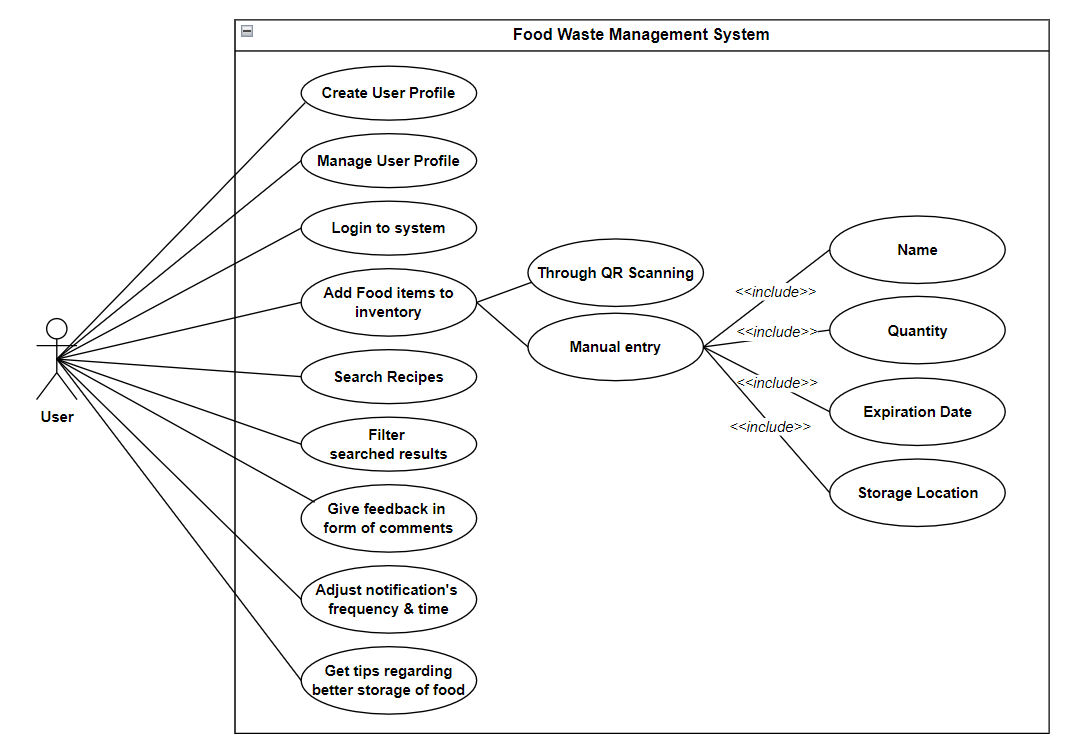 Food Waste Management System
Create User Profile
Manage User Profile
Login to system
Add Food items to
inventory
Search Recipes
Filter
searched results
Give feedback in
form of comments
Adjust notification's
frequency & time
Get tips regarding
better storage of food
User
Through QR Scanning
Manual entry
<<include>>
<<include>>
<<include>>
<<include>>
Name
Quantity
Expiration Date
Storage Location